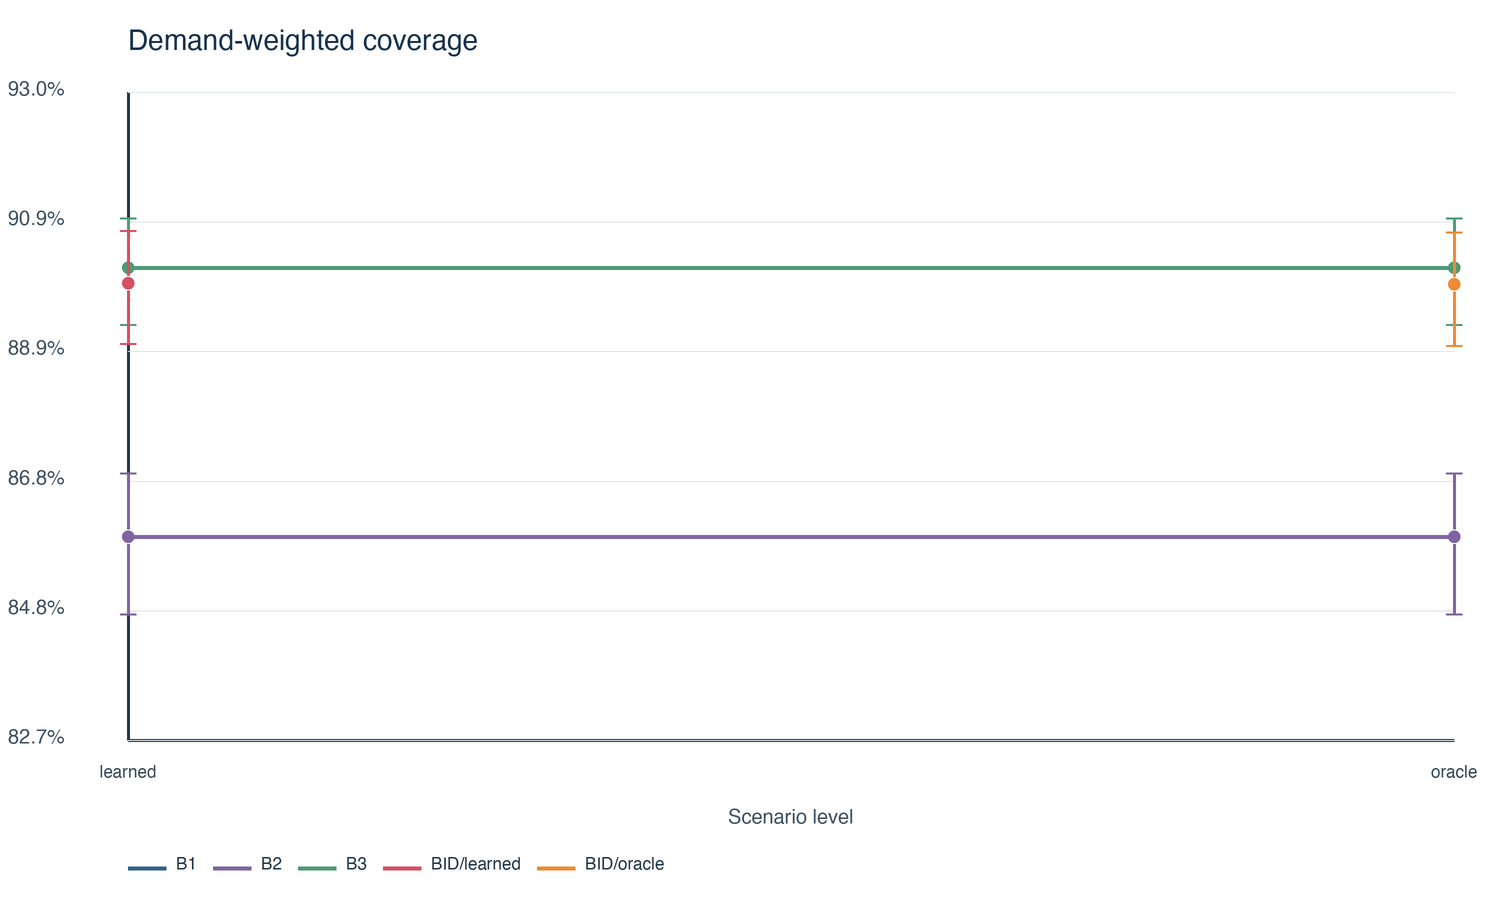 Demand-weighted coverage
93.0%
90.9%
88.9%
86.8%
84.8%
82.7%
learned oracle
Scenario level
B1 B2 B3 BID/learned BID/oracle